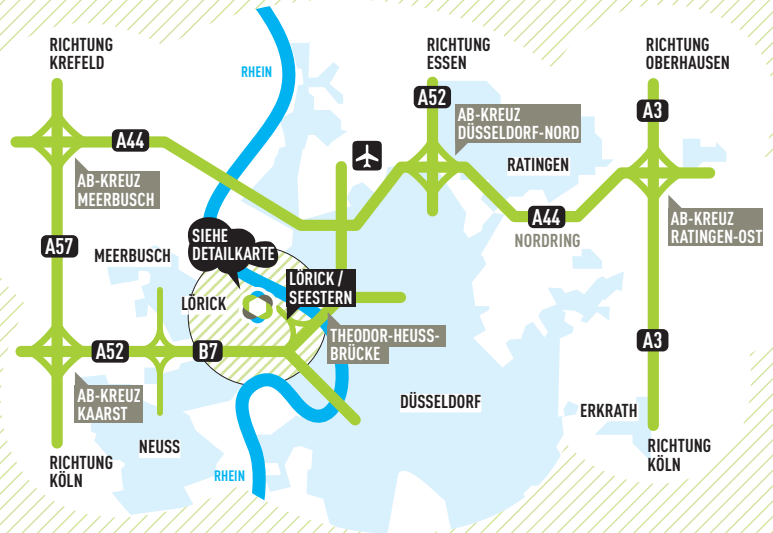 RICHTUNG
KREFELD
RHEIN
RICHTUNG
ESSEN
RICHTUNG
OBERHAUSEN
A52
A3
AB-KREUZ
DÜSSELDORF-NORD
A44
RATINGEN
AB-KREUZ
MEERBUSCH
A44
NORDRING
AB-KREUZ
RATINGEN-OST
A57
MEERBUSCH
SIEHE
DETAILKARTE
LÖRICK /
SEESTERN
LÖRICK
THEODOR-HEUSS-
BRÜCKE
A52
B7
A3
AB-KREUZ
KAARST
DÜSSELDORF
ERKRATH
NEUSS
RICHTUNG
KÖLN
RHEIN
RICHTUNG
KÖLN